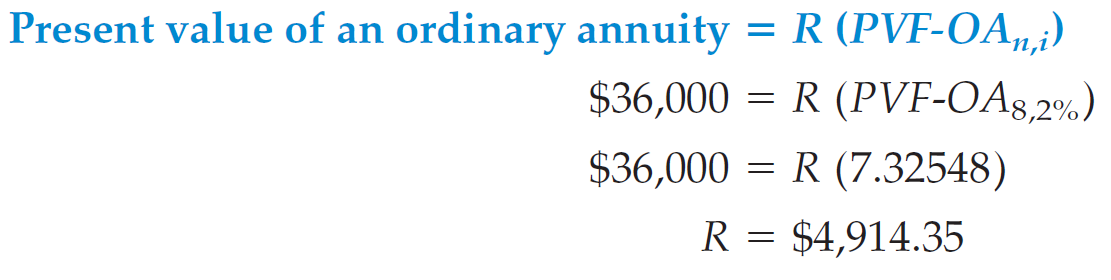 Present value of an ordinary annuity = R (PVF-OAn,i)
$36,000 = R (PVF-OA8,2%)
$36,000 = R (7.32548)
R = $4,914.35